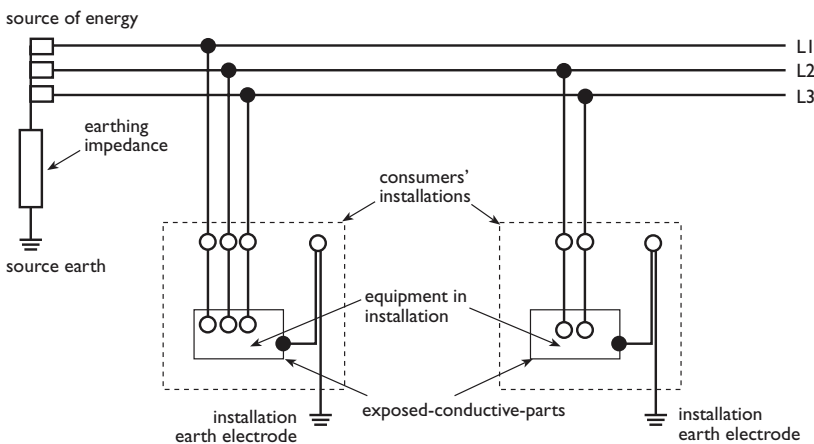 source of energy
L1
L2
L3
earthing
impedance
consumers'
installations
source earth
equipment in
installation
exposed-conductive-parts
installation
earth electrode
installation
earth electrode